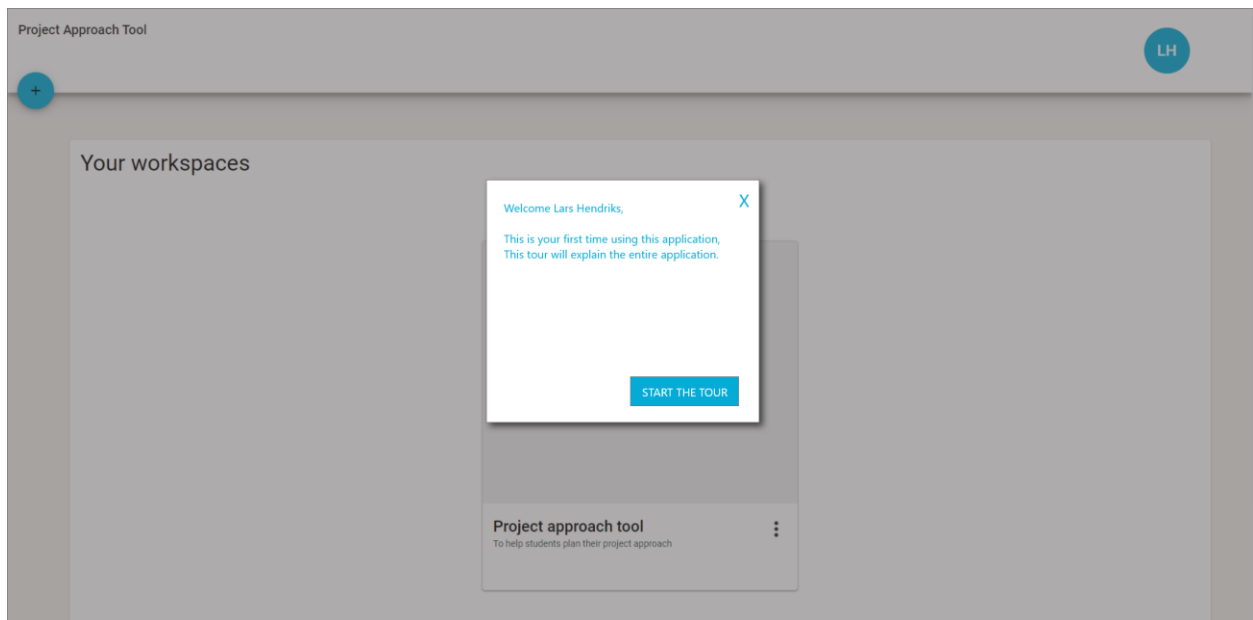 Project Approach Tool
LH
+
Your workspaces
X
Welcome Lars Hendriks,
This is your first time using this application,
This tour will explain the entire application.
START THE TOUR
Project approach tool
To help students plan their project approach